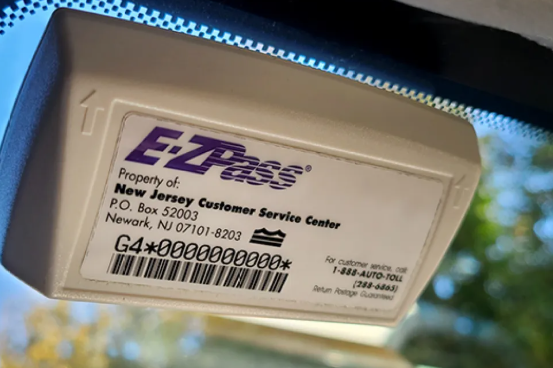 E-ZPass®
Property of:
New Jersey Customer Service Center
P.O. Box 52003
Newark, NJ 07101-8203
G4*0000000000*
For customer service, call:
1-888-AUTO-TOLL
(288-6865)
Return Postage Guaranteed